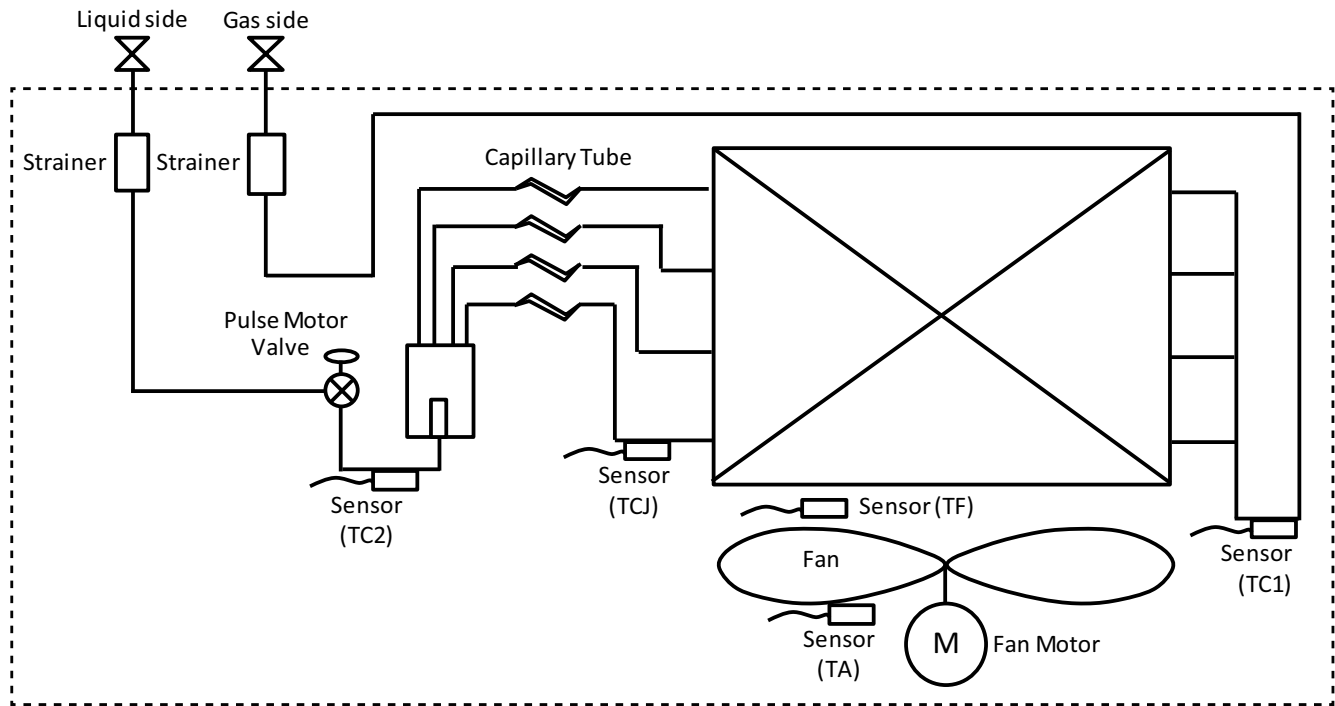 Liquid side
Gas side
Strainer
Strainer
Capillary Tube
Pulse Motor
Valve
Sensor
(TC2)
Sensor
(TCJ)
Sensor (TF)
Fan
Sensor
(TA)
M
Fan Motor
Sensor
(TC1)